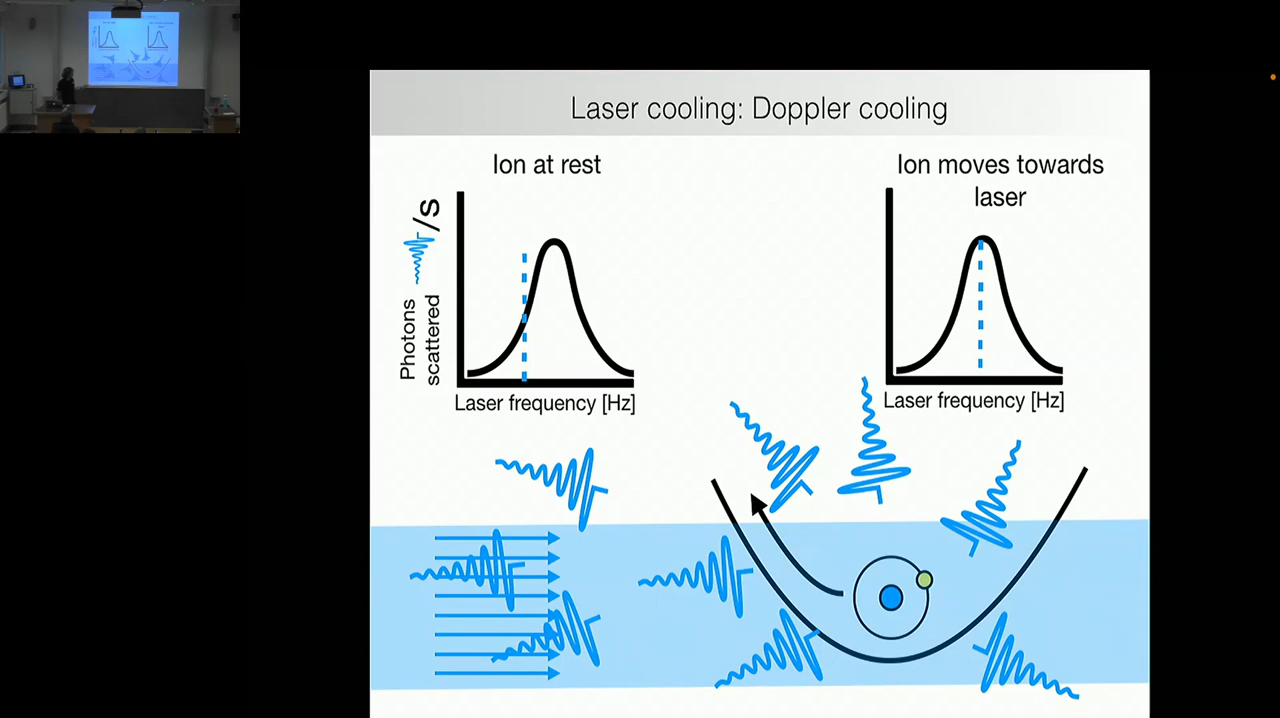 Laser cooling: Doppler cooling
Ion at rest
Ion moves towards
laser
Photons /s
scattered
Laser frequency [Hz]
Laser frequency [Hz]